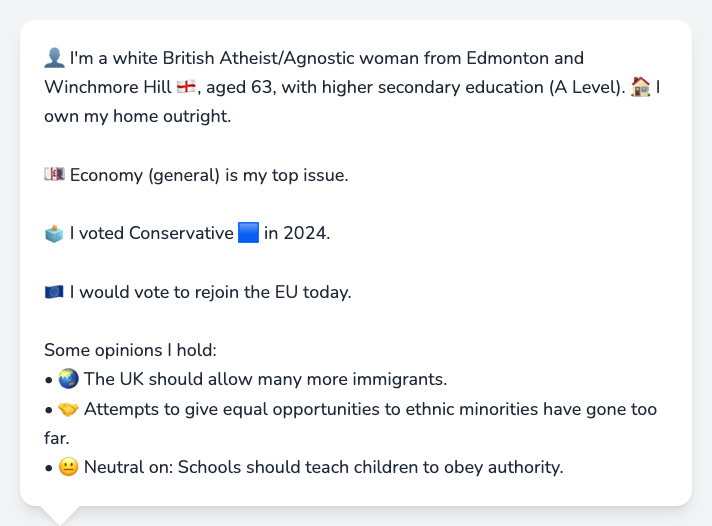 👤 I'm a white British Atheist/Agnostic woman from Edmonton and
Winchmore Hill 🏴󠁧󠁢󠁥󠁮󠁧󠁿, aged 63, with higher secondary education (A Level). 🏠 I
own my home outright.
💷 Economy (general) is my top issue.
🗳️ I voted Conservative 🟦 in 2024.
🇪🇺 I would vote to rejoin the EU today.
Some opinions I hold:
• 🌏 The UK should allow many more immigrants.
• 🤝 Attempts to give equal opportunities to ethnic minorities have gone too
far.
• 😐 Neutral on: Schools should teach children to obey authority.